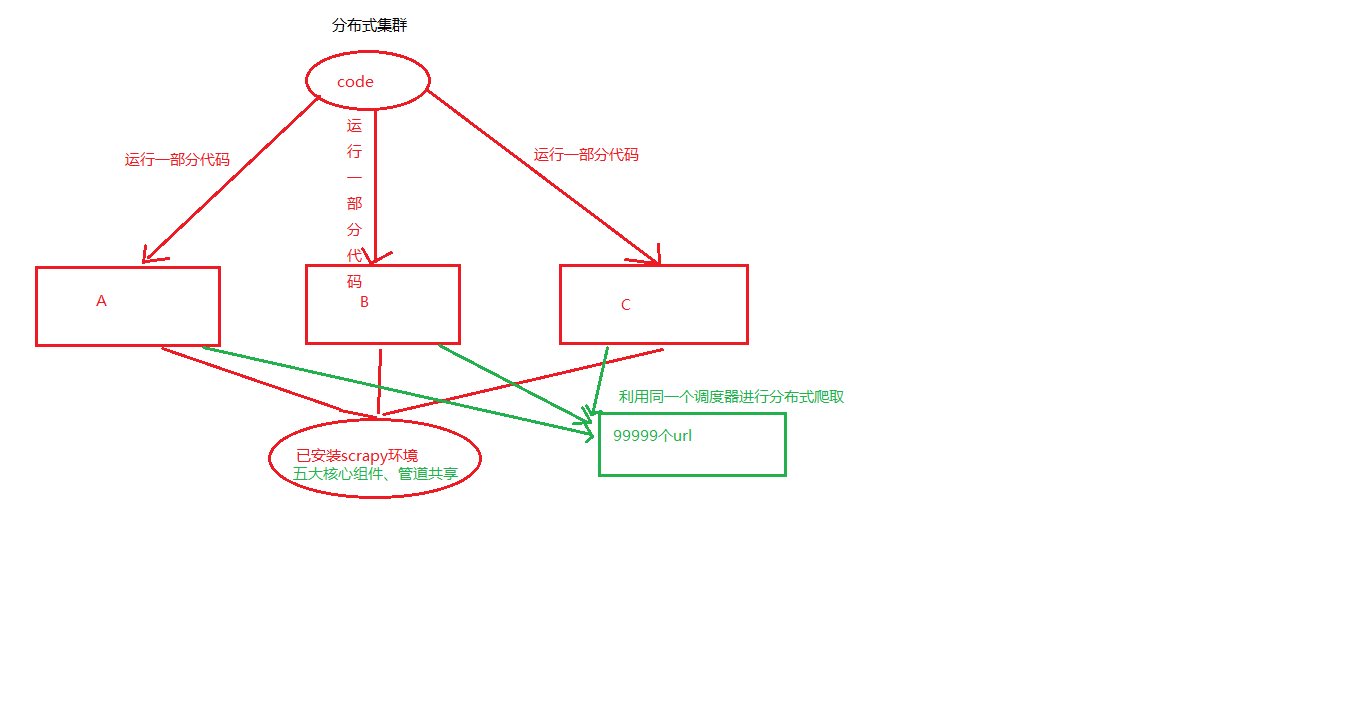 分布式集群
code
运行一部分代码
运行一部分代码
运行一部分代码
A
B
C
利用同一个调度器进行分布式爬取
99999个url
已安装scrapy环境
五大核心组件、管道共享